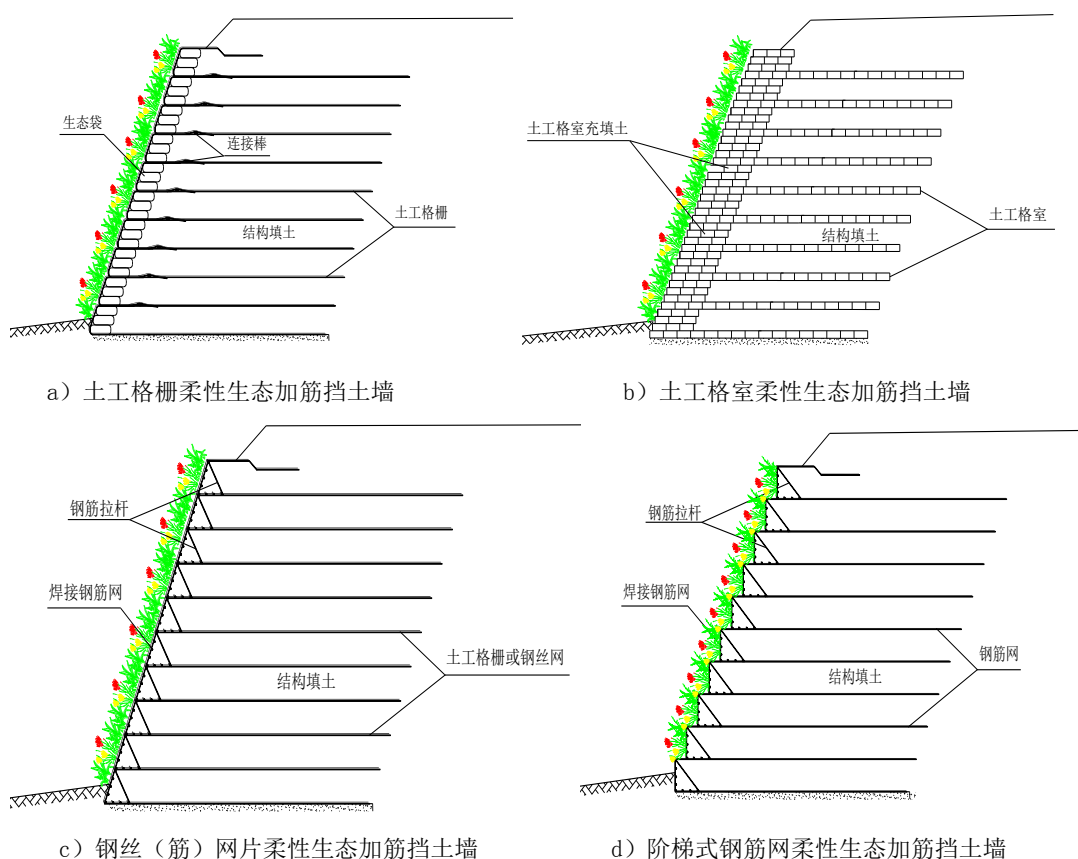 生态袋
连接棒
土工格栅
结构填土
a）土工格栅柔性生态加筋挡土墙
土工格室充填土
土工格室
结构填土
b）土工格室柔性生态加筋挡土墙
钢筋拉杆
焊接钢筋网
土工格栅或钢丝网
结构填土
c）钢丝（筋）网片柔性生态加筋挡土墙
钢筋拉杆
焊接钢筋网
钢筋网
结构填土
d）阶梯式钢筋网柔性生态加筋挡土墙